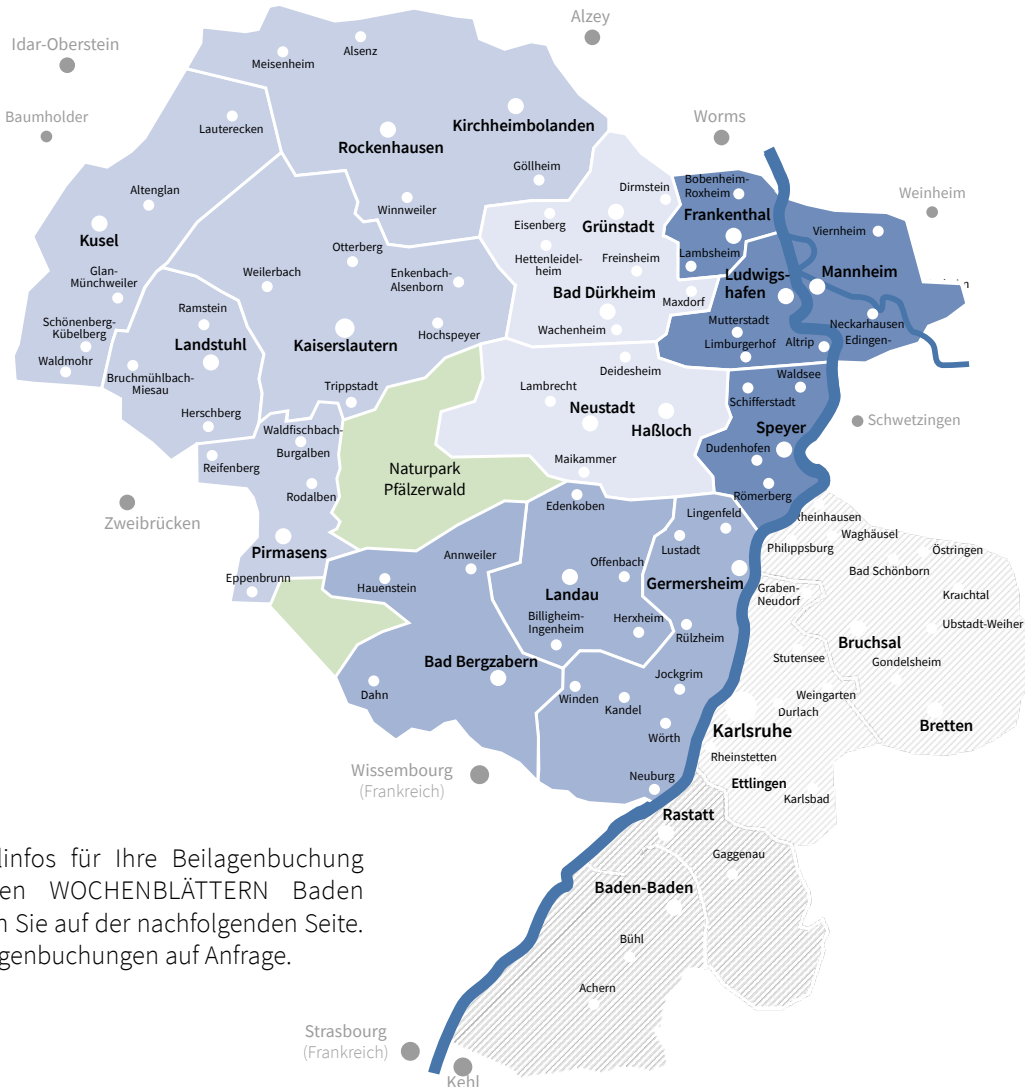 Alzey
Idar-Oberstein
Alsenz
Meisenheim
Baumholder
Worms
Lauterecken
Kirchheimbolanden
Rockenhausen
Göllheim
Bobenheim-
Roxheim
Dirmstein
Weinheim
Altenglan
Winnweiler
Frankenthal
Eisenberg
Grünstadt
Viernheim
Kusel
Otterberg
Hettenleidel-
heim
Lambsheim
Freinsheim
Glan-
Münchweiler
Weilerbach
Enkenbach-
Alsenborn
Ludwigs-
hafen
Mannheim
Bad Dürkheim
Maxdorf
Ramstein
Schönenberg-
Kübelberg
Hochspeyer
Wachenheim
Mutterstadt
Neckarhausen
Landstuhl
Kaiserslautern
Limburgerhof
Altrip
Edingen-
Waldmohr
Bruchmühlbach-
Miesau
Deidesheim
Waldsee
Trippstadt
Lambrecht
Schifferstadt
Herschberg
Neustadt
Haßloch
Schwetzingen
Waldfischbach-
Burgalben
Speyer
Dudenhofen
Reifenberg
Maikammer
Naturpark
Pfälzerwald
Rodalben
Römerberg
Edenkoben
Zweibrücken
Lingenfeld
Rheinhausen
Waghäusel
Pirmasens
Annweiler
Lustadt
Philippsburg
Östringen
Offenbach
Bad Schönborn
Eppenbrunn
Hauenstein
Germersheim
Graben-
Neudorf
Landau
Kraichtal
Billigheim-
Ingenheim
Herxheim
Rülzheim
Ubstadt-Weiher
Bruchsal
Bad Bergzabern
Stutensee
Gondelsheim
Jockgrim
Dahn
Winden
Kandel
Weingarten
Durlach
Wörth
Karlsruhe
Bretten
Rheinstetten
Wissembourg
(Frankreich)
Neuburg
Ettlingen
Karlsbad
Rastatt
Gaggenau
linfos für Ihre Beilagenbuchung
en WOCHENBLÄTTERN Baden
n Sie auf der nachfolgenden Seite.
genbuchungen auf Anfrage.
Baden-Baden
Bühl
Achern
Strasbourg
(Frankreich)
Kehl